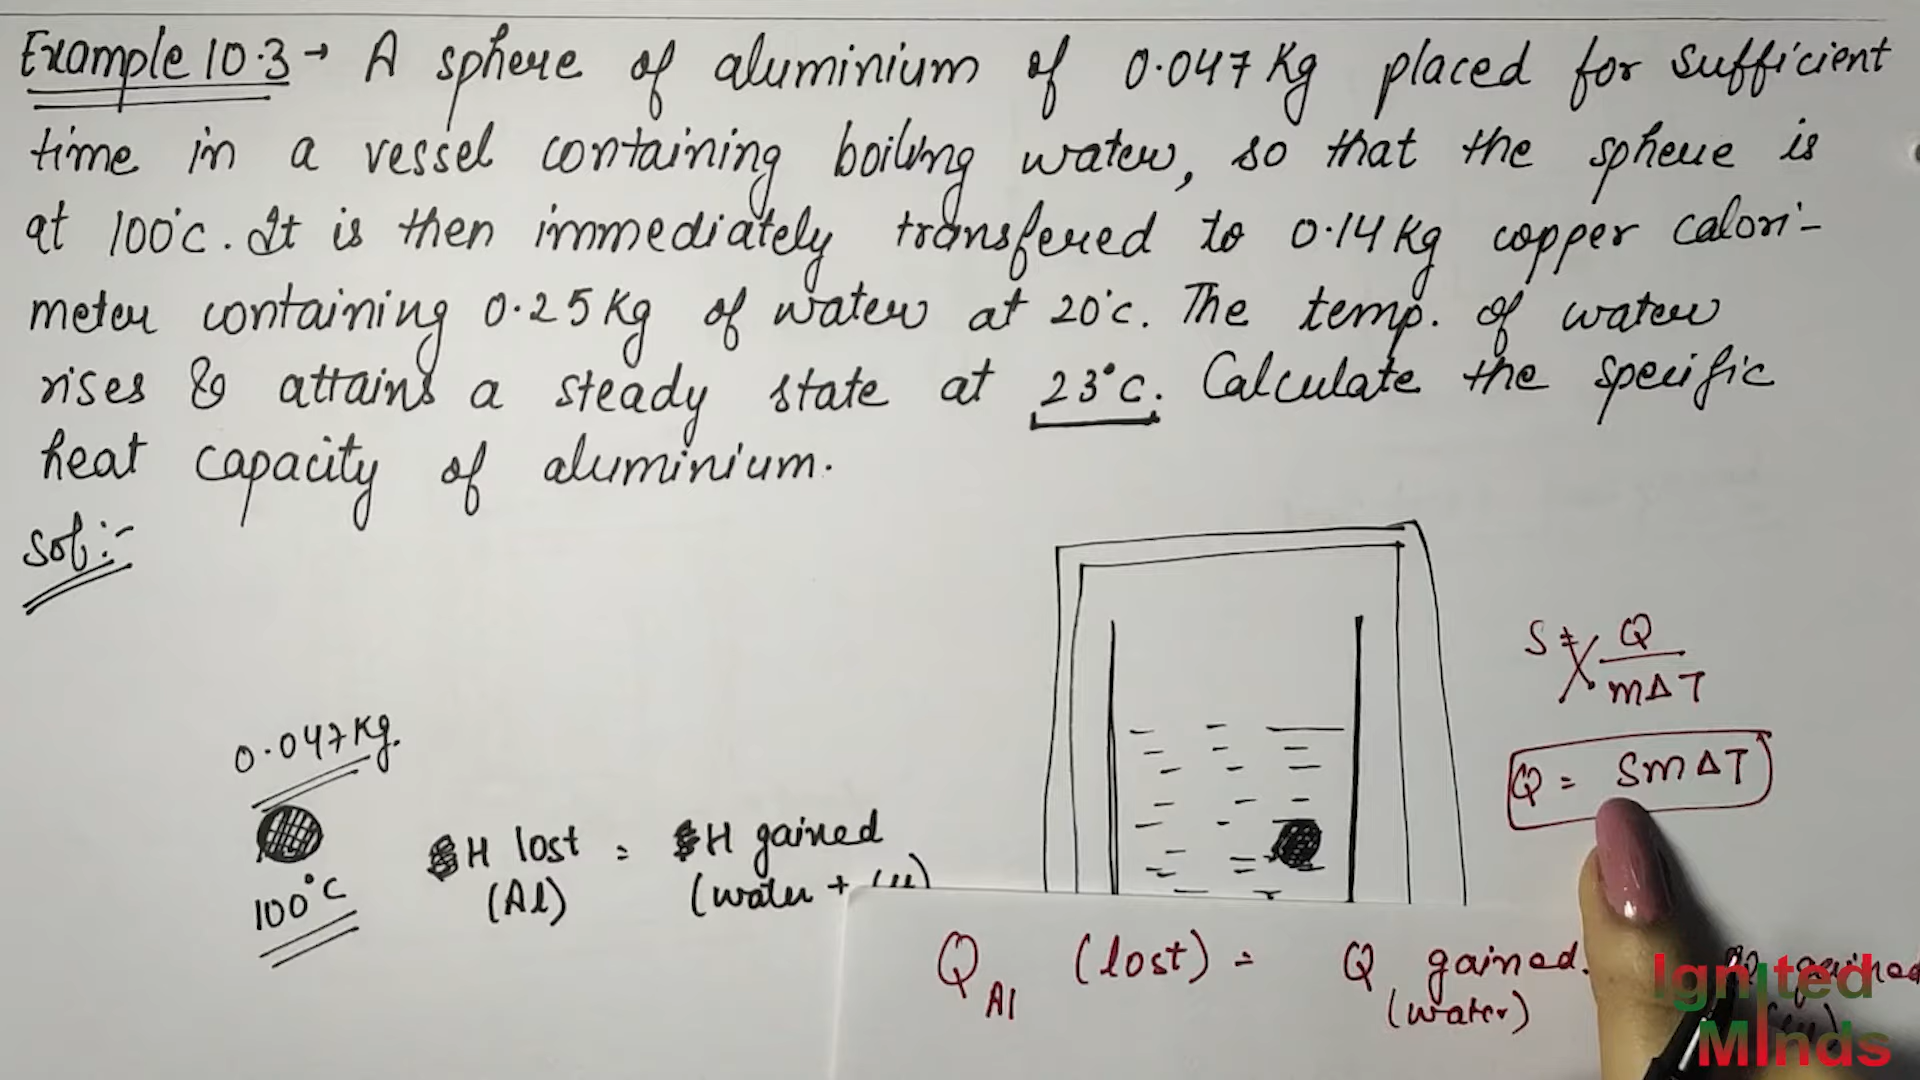 Example 10.3 → A sphere of aluminium of 0.047 Kg placed for sufficient
time in a vessel containing boiling water, so that the sphere is
at 100°c. It is then immediately transfered to 0.14 Kg copper calori-
meter containing 0.25 Kg of water at 20°c. The temp. of water
rises & attains a steady state at 23°c. Calculate the specific
heat capacity of aluminium.
Sol:-
S = Q / m Δ T
Q = S m Δ T
0.047 Kg.
100°c
H lost = H gained
(Al) (water +
Q Al (lost) = Q gained.
(water)
Ignited
Minds